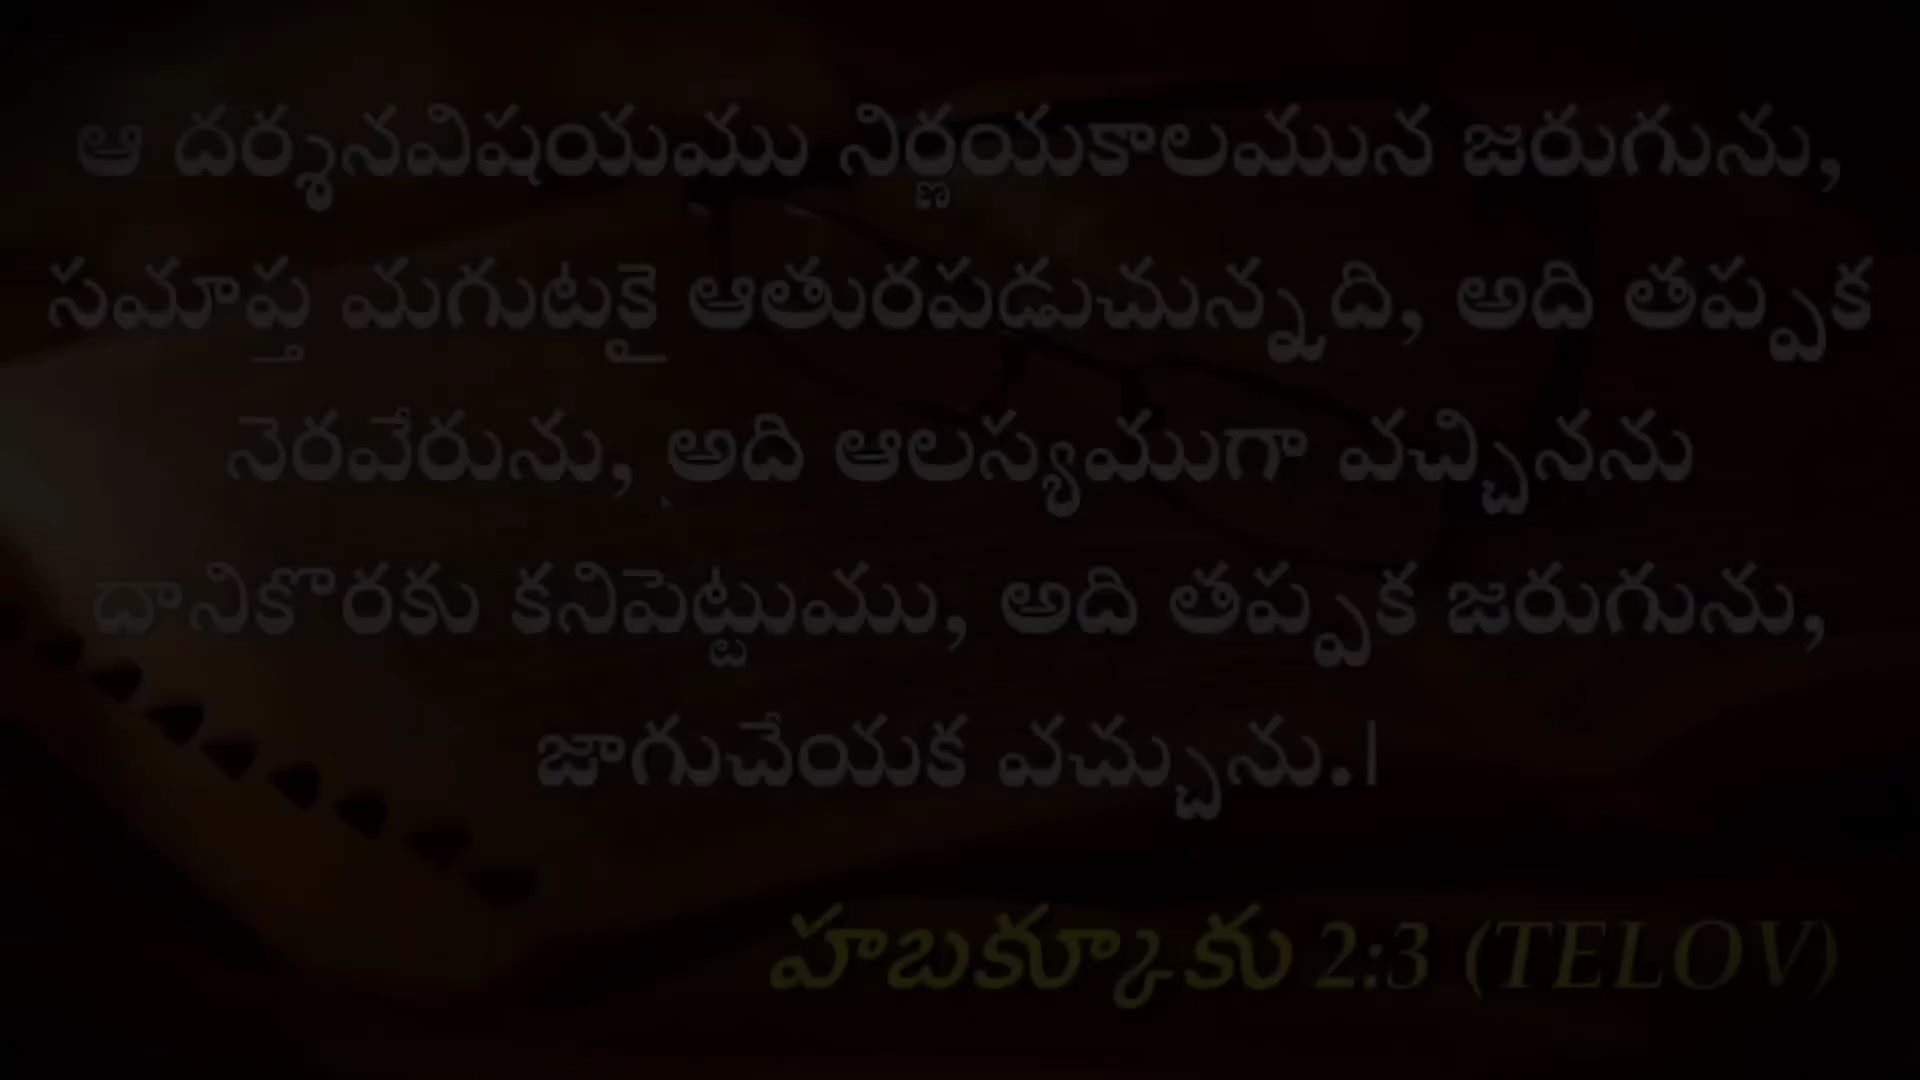 ఆ దర్శనవిషయము నిర్ణయకాలమున జరుగును,
సమాప్త మగుటకై ఆతురపడుచున్న ది, అది తప్పక
నెరవేరును, అది ఆలస్యముగా వచ్చినను
దానికొరకు కనిపెట్టుము, అది తప్పక జరుగును,
జాగుచేయక వచ్చును.|
హబక్కూకు 2:3 (TELOV)